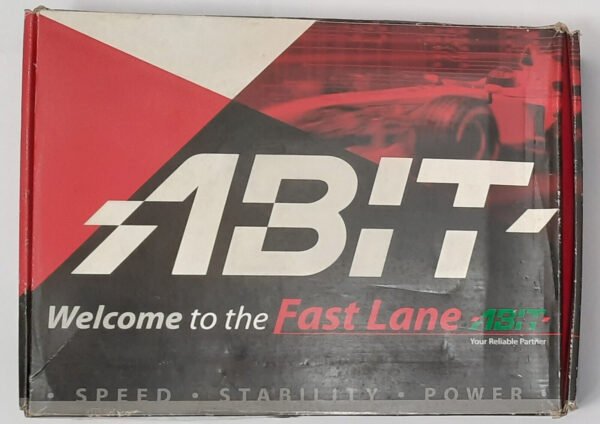 ABIT
Welcome to the Fast Lane ABIT
Your Reliable Partner
• SPEED • STABILITY • POWER •